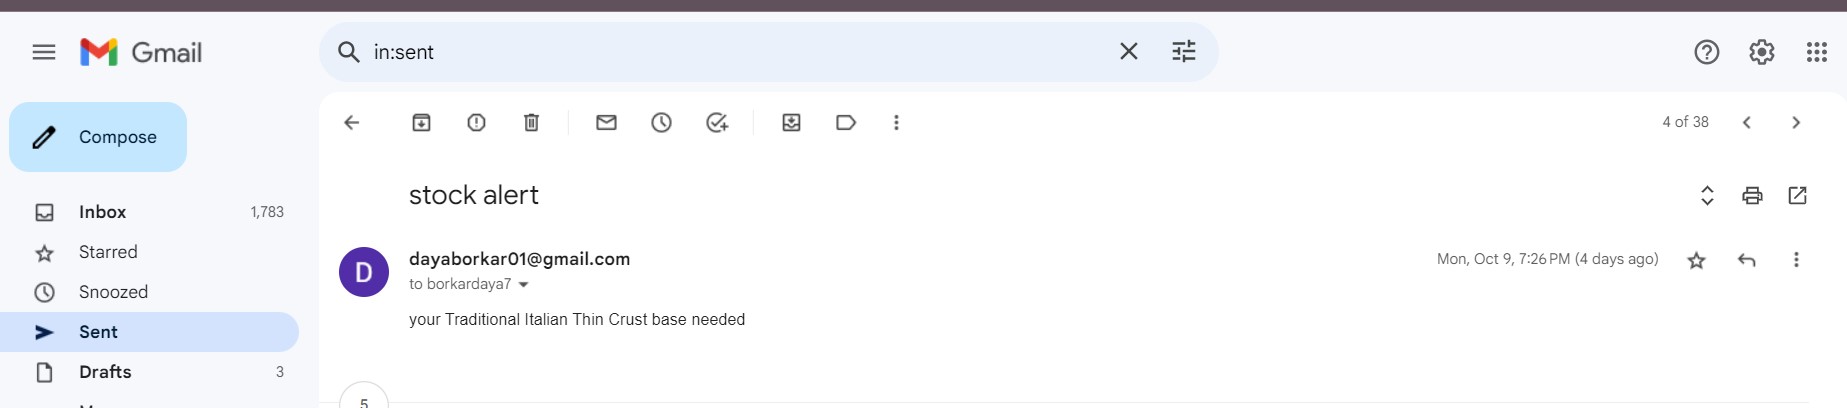 Gmail
in:sent
Compose
4 of 38
stock alert
Inbox 1,783
dayaborkar01@gmail.com Mon, Oct 9, 7:26 PM (4 days ago)
Starred
to borkardaya7
Snoozed
your Traditional Italian Thin Crust base needed
Sent
Drafts 3
5